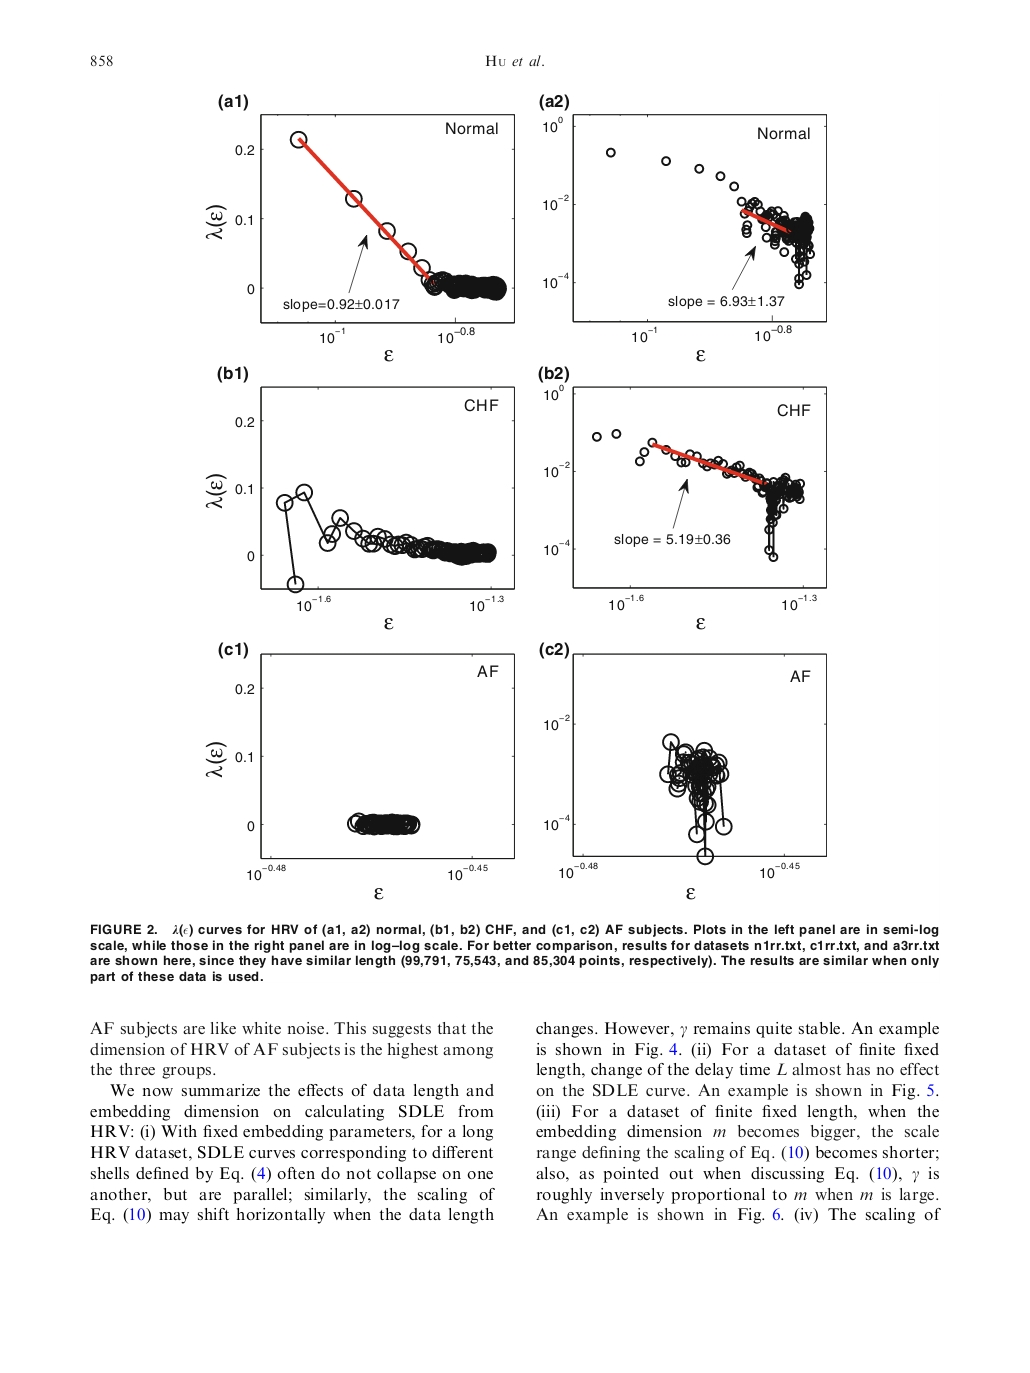 858
HU et al.
(a1)
Normal
0.2
0.1
0
λ(ε)
slope=0.92±0.017
10^−1
10^−0.8
ε
(a2)
Normal
10^0
10^−2
10^−4
slope = 6.93±1.37
10^−1
10^−0.8
ε
(b1)
CHF
0.2
0.1
0
λ(ε)
10^−1.6
10^−1.3
ε
(b2)
CHF
10^0
10^−2
10^−4
slope = 5.19±0.36
10^−1.6
10^−1.3
ε
(c1)
AF
0.2
0.1
0
λ(ε)
10^−0.48
10^−0.45
ε
(c2)
AF
10^−2
10^−4
10^−0.48
10^−0.45
ε
FIGURE 2. λ(ϵ) curves for HRV of (a1, a2) normal, (b1, b2) CHF, and (c1, c2) AF subjects. Plots in the left panel are in semi-log
scale, while those in the right panel are in log–log scale. For better comparison, results for datasets n1rr.txt, c1rr.txt, and a3rr.txt
are shown here, since they have similar length (99,791, 75,543, and 85,304 points, respectively). The results are similar when only
part of these data is used.
AF subjects are like white noise. This suggests that the
dimension of HRV of AF subjects is the highest among
the three groups.
We now summarize the effects of data length and
embedding dimension on calculating SDLE from
HRV: (i) With fixed embedding parameters, for a long
HRV dataset, SDLE curves corresponding to different
shells defined by Eq. (4) often do not collapse on one
another, but are parallel; similarly, the scaling of
Eq. (10) may shift horizontally when the data length
changes. However, γ remains quite stable. An example
is shown in Fig. 4. (ii) For a dataset of finite fixed
length, change of the delay time L almost has no effect
on the SDLE curve. An example is shown in Fig. 5.
(iii) For a dataset of finite fixed length, when the
embedding dimension m becomes bigger, the scale
range defining the scaling of Eq. (10) becomes shorter;
also, as pointed out when discussing Eq. (10), γ is
roughly inversely proportional to m when m is large.
An example is shown in Fig. 6. (iv) The scaling of